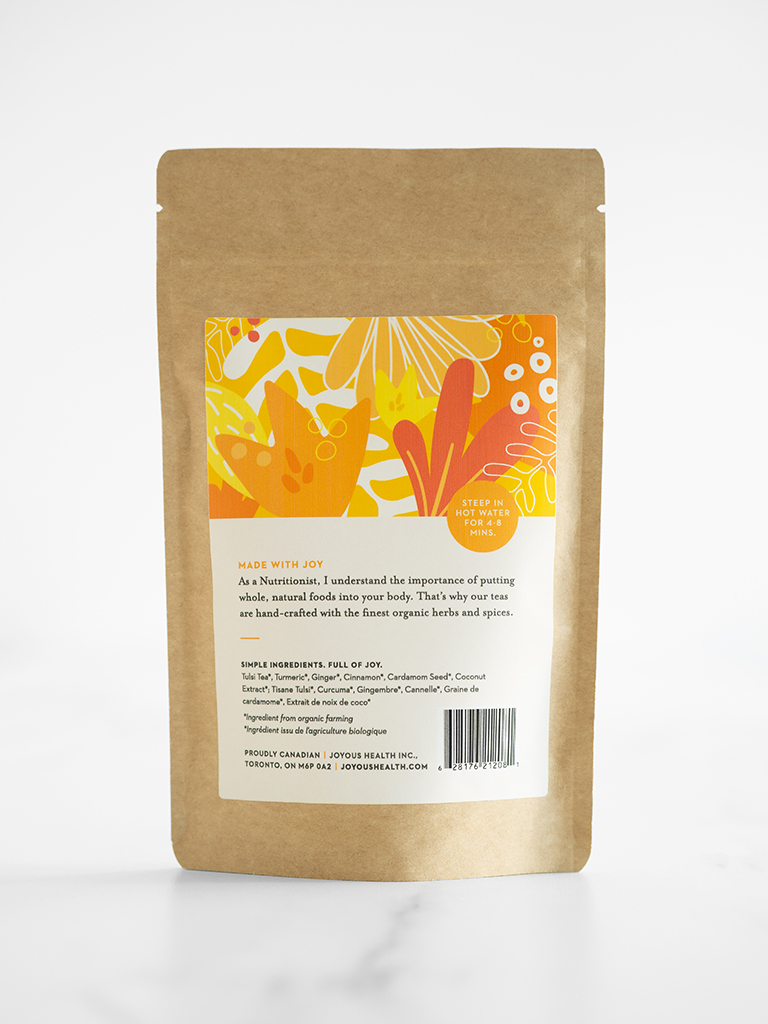 STEEP IN
HOT WATER
FOR 4-8
MINS.
MADE WITH JOY
As a Nutritionist, I understand the importance of putting
whole, natural foods into your body. That's why our teas
are hand-crafted with the finest organic herbs and spices.
SIMPLE INGREDIENTS. FULL OF JOY.
Tulsi Tea*, Turmeric*, Ginger*, Cinnamon*, Cardamom Seed*, Coconut
Extract*; Tisane Tulsi*, Curcuma*, Gingembre*, Cannelle*, Graine de
cardamome*, Extrait de noix de coco*
*Ingredient from organic farming
*Ingrédient issu de l'agriculture biologique
PROUDLY CANADIAN | JOYOUS HEALTH INC.,
TORONTO, ON M6P 0A2 | JOYOUSHEALTH.COM
6 28176 21208 1